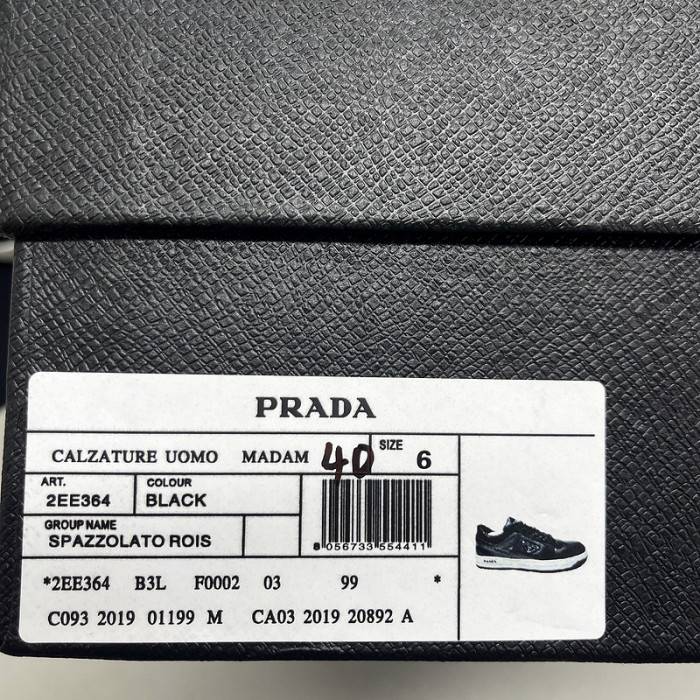 PRADA
CALZATURE UOMO MADAM 40 SIZE 6
ART. COLOUR
2EE364 BLACK
GROUP NAME
SPAZZOLATO ROIS
8 056733 554411
*2EE364 B3L F0002 03 99 *
C093 2019 01199 M CA03 2019 20892 A